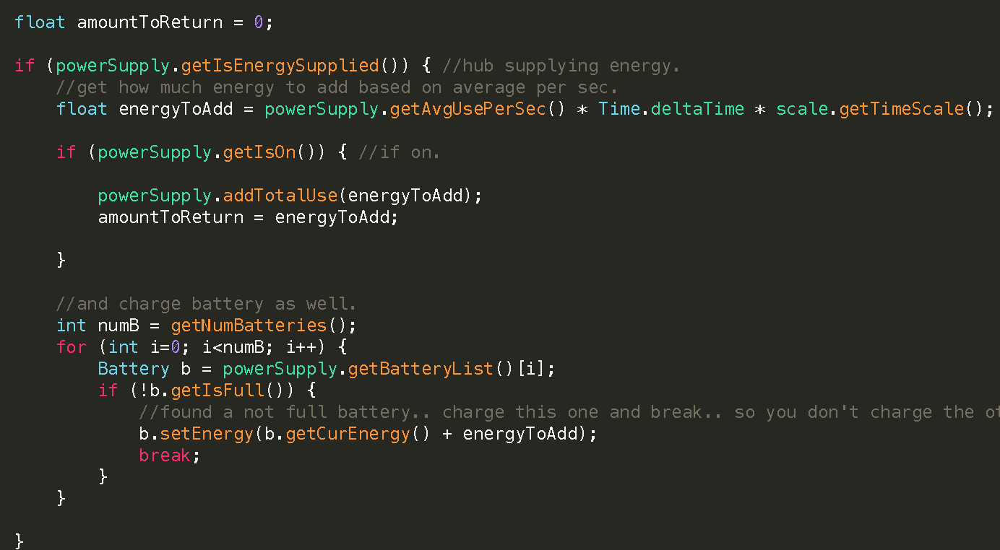 float amountToReturn = 0;
if (powerSupply.getIsEnergySupplied()) { //hub supplying energy.
//get how much energy to add based on average per sec.
float energyToAdd = powerSupply.getAvgUsePerSec() * Time.deltaTime * scale.getTimeScale();
if (powerSupply.getIsOn()) { //if on.
powerSupply.addTotalUse(energyToAdd);
amountToReturn = energyToAdd;
}
//and charge battery as well.
int numB = getNumBatteries();
for (int i=0; i<numB; i++) {
Battery b = powerSupply.getBatteryList()[i];
if (!b.getIsFull()) {
//found a not full battery.. charge this one and break.. so you don't charge the
b.setEnergy(b.getCurEnergy() + energyToAdd);
break;
}
}
}